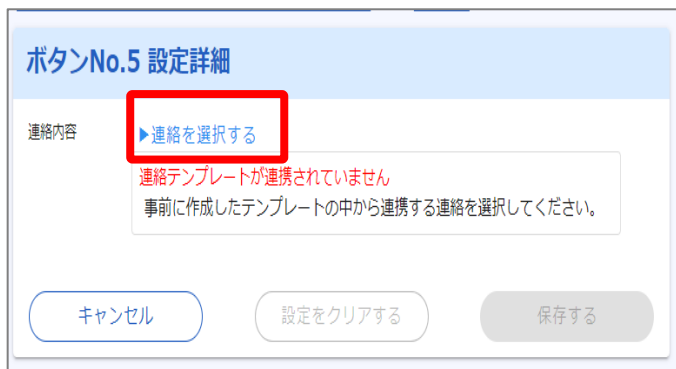 ボタンNo.5 設定詳細
連絡内容
▶連絡を選択する
連絡テンプレートが連携されていません
事前に作成したテンプレートの中から連携する連絡を選択してください。
キャンセル
設定をクリアする
保存する